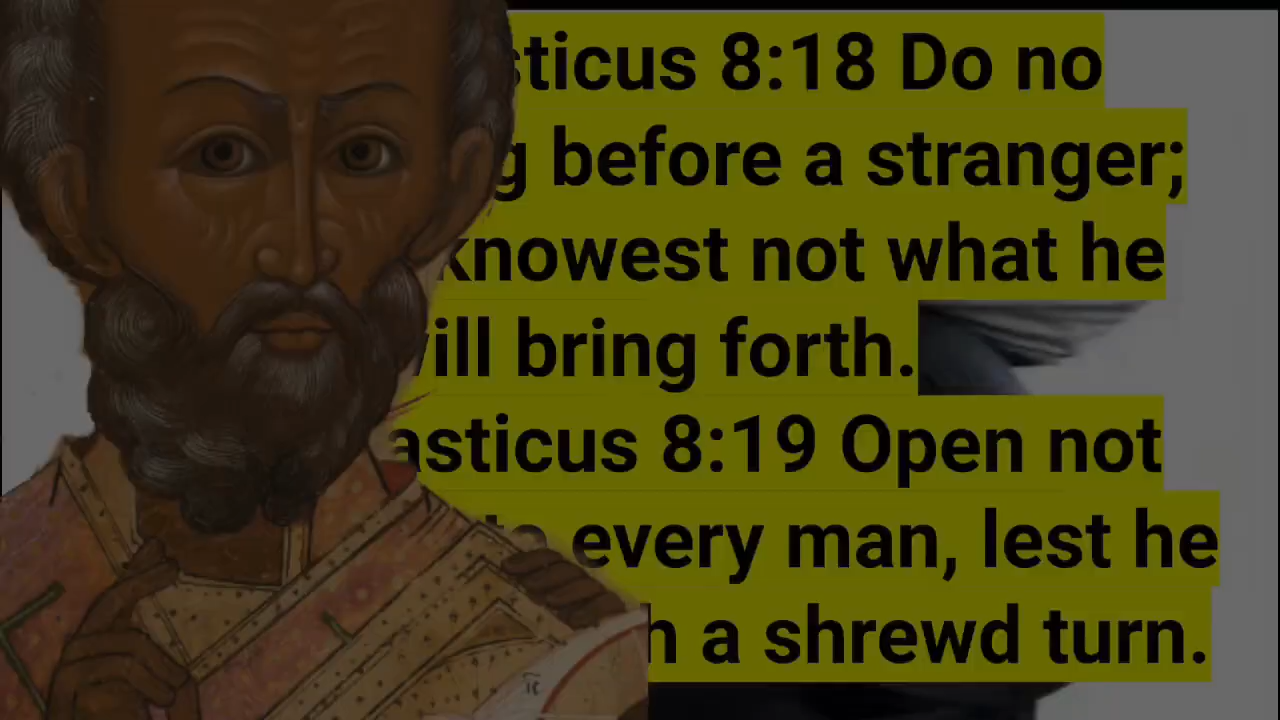 sticus 8:18 Do no
g before a stranger;
knowest not what he
ill bring forth.
asticus 8:19 Open not
every man, lest he
h a shrewd turn.